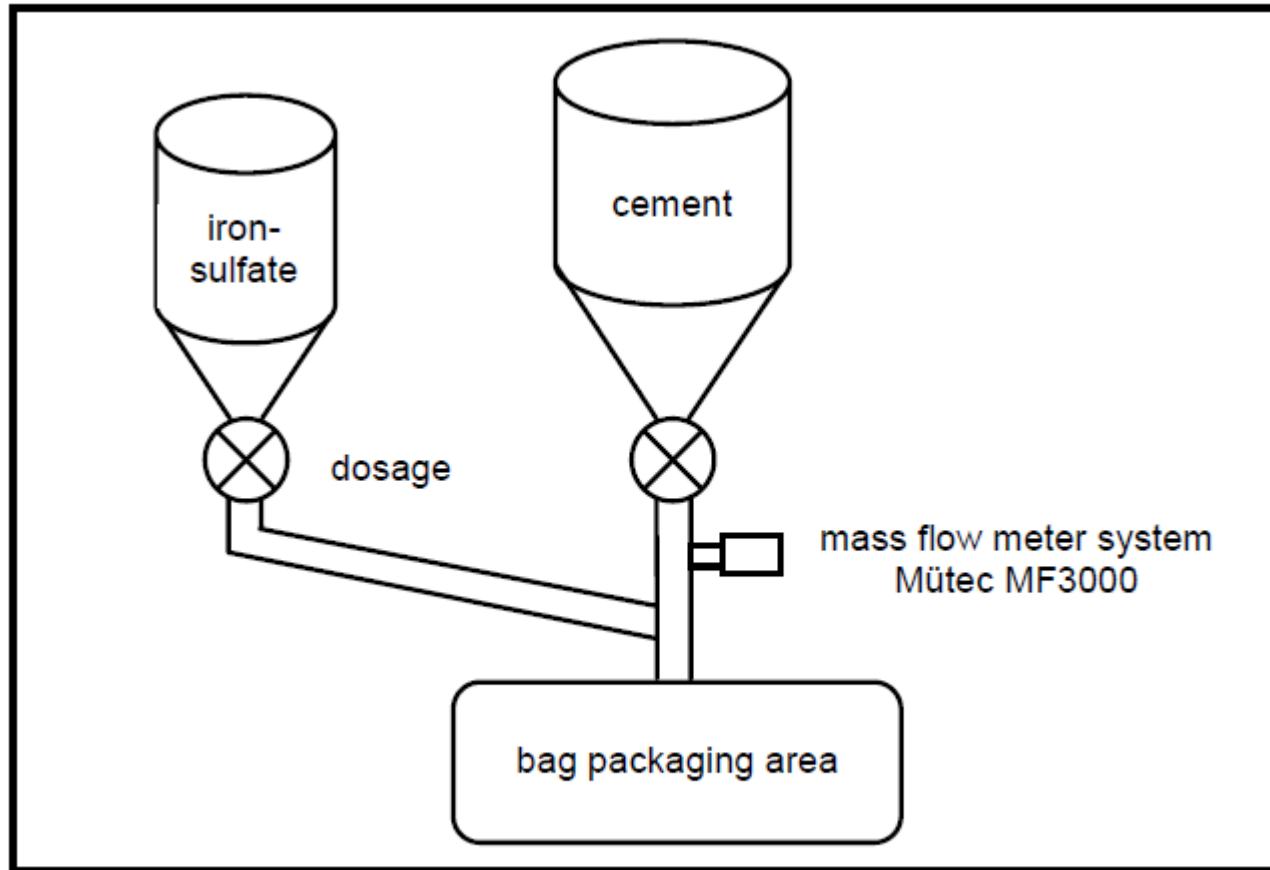 iron-
sulfate
cement
dosage
mass flow meter system
Mütec MF3000
bag packaging area